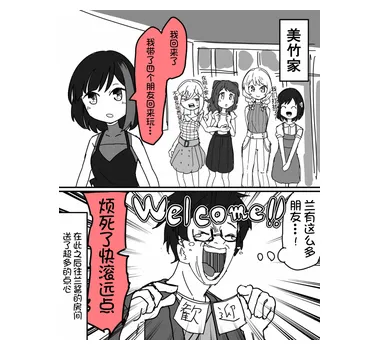 美竹家
我回来了
我带了四个朋友回来玩…
Welcome!!
兰有这么多
朋友…!
烦死了快滚远点
歡迎
在此之后往兰酱的房间
送了超多的点心